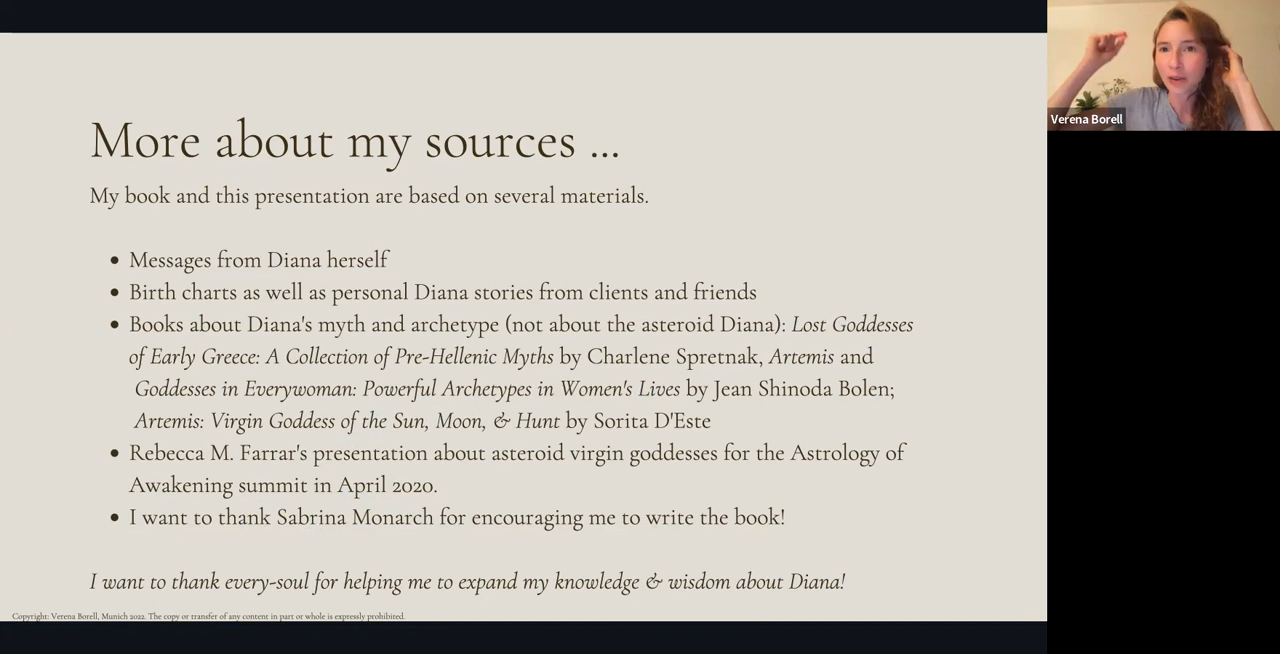 More about my sources ...
My book and this presentation are based on several materials.
• Messages from Diana herself
• Birth charts as well as personal Diana stories from clients and friends
• Books about Diana's myth and archetype (not about the asteroid Diana): Lost Goddesses
of Early Greece: A Collection of Pre-Hellenic Myths by Charlene Spretnak, Artemis and
Goddesses in Everywoman: Powerful Archetypes in Women's Lives by Jean Shinoda Bolen;
Artemis: Virgin Goddess of the Sun, Moon, & Hunt by Sorita D'Este
• Rebecca M. Farrar's presentation about asteroid virgin goddesses for the Astrology of
Awakening summit in April 2020.
• I want to thank Sabrina Monarch for encouraging me to write the book!
I want to thank every-soul for helping me to expand my knowledge & wisdom about Diana!
Copyright: Verena Borell, Munich 2022. The copy or transfer of any content in part or whole is expressly prohibited.
Verena Borell